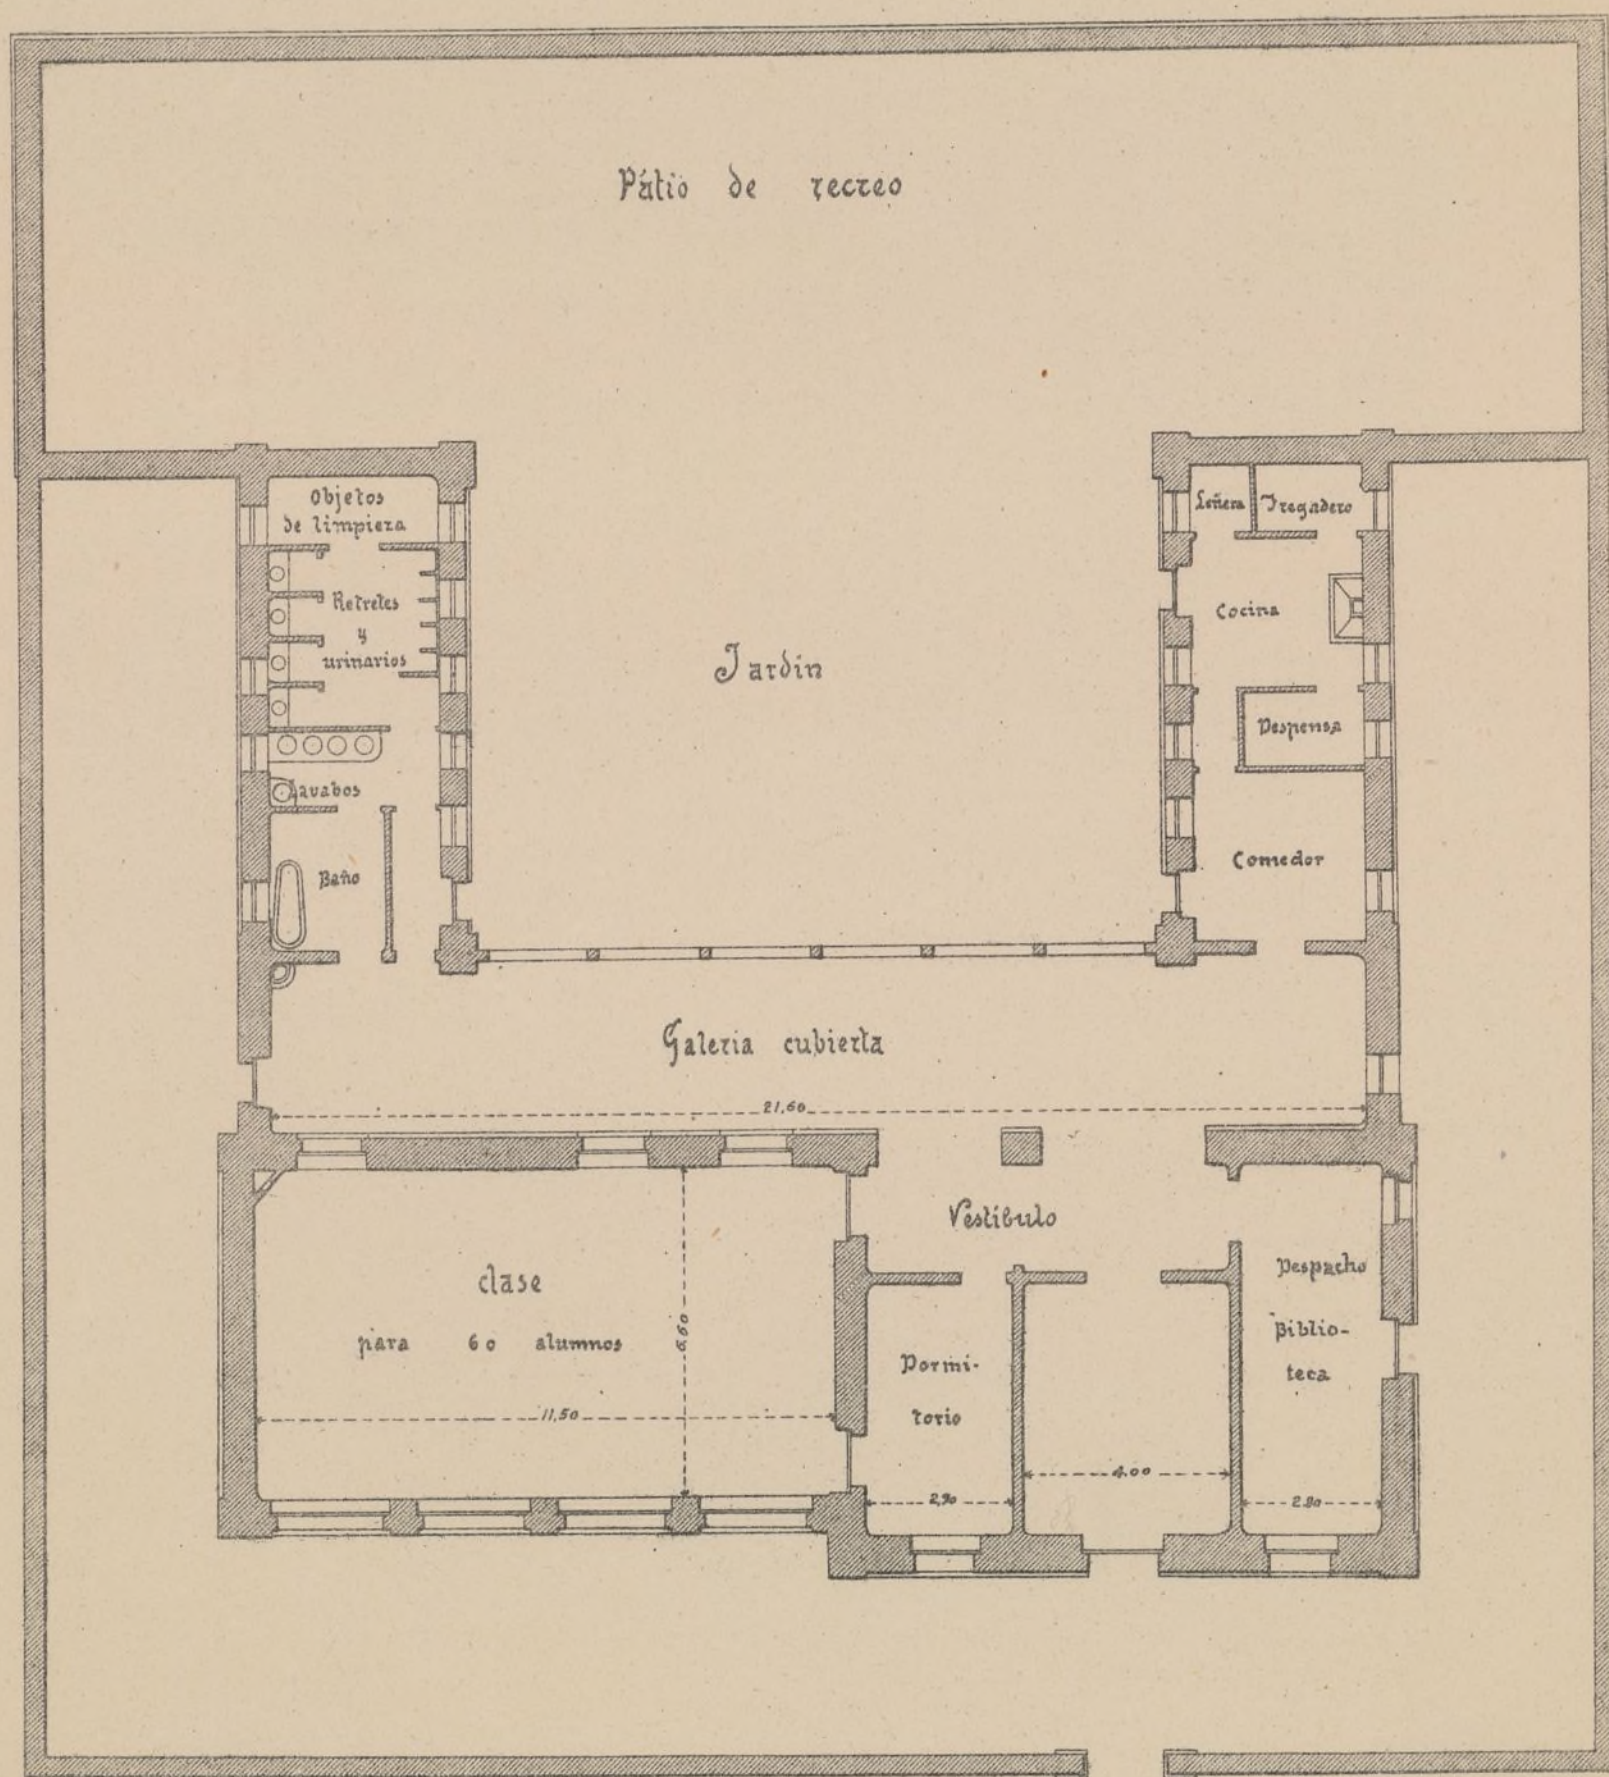 Pátio de recreo
Objetos
de limpieza
Leñera
Fregadero
Retretes
y
urinarios
Cocina
Jardin
Despensa
Lavabos
Baño
Comedor
Galeria cubierta
21,60
Vestíbulo
clase
para 60 alumnos
6,60
11,50
Despacho
Biblio-
teca
Dormi-
torio
4.00
2,90
2.80